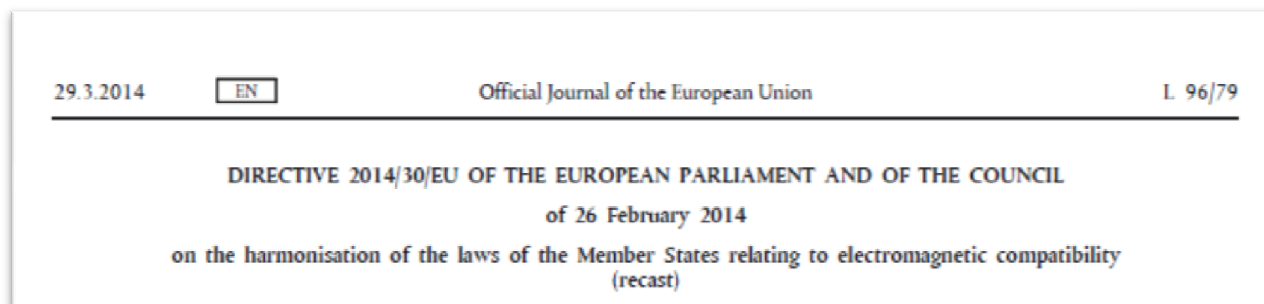 29.3.2014 EN Official Journal of the European Union L 96/79
DIRECTIVE 2014/30/EU OF THE EUROPEAN PARLIAMENT AND OF THE COUNCIL
of 26 February 2014
on the harmonisation of the laws of the Member States relating to electromagnetic compatibility
(recast)